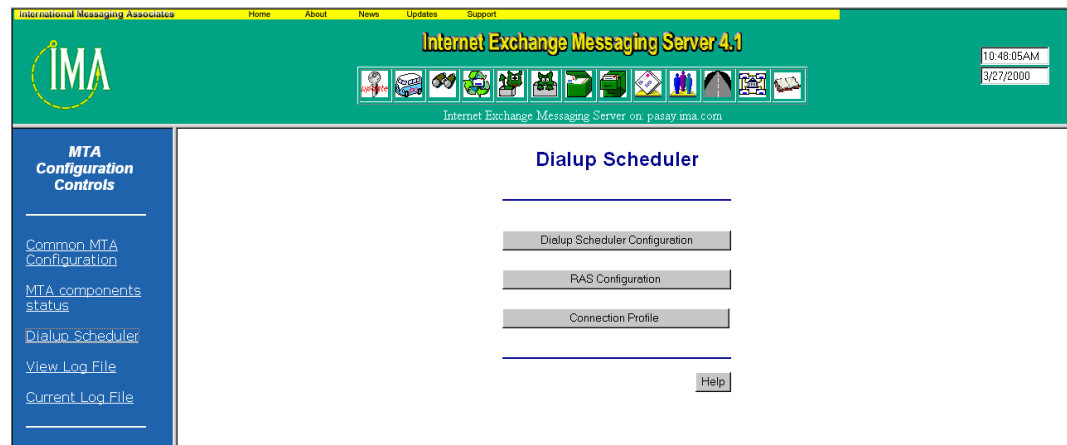 International Messaging Associates Home About News Updates Support
Internet Exchange Messaging Server 4.1
IMA
update
10:48:05AM
3/27/2000
Internet Exchange Messaging Server on: pasay.ima.com
MTA
Configuration
Controls
Common MTA
Configuration
MTA components
status
Dialup Scheduler
View Log File
Current Log File
Dialup Scheduler
Dialup Scheduler Configuration
RAS Configuration
Connection Profile
Help